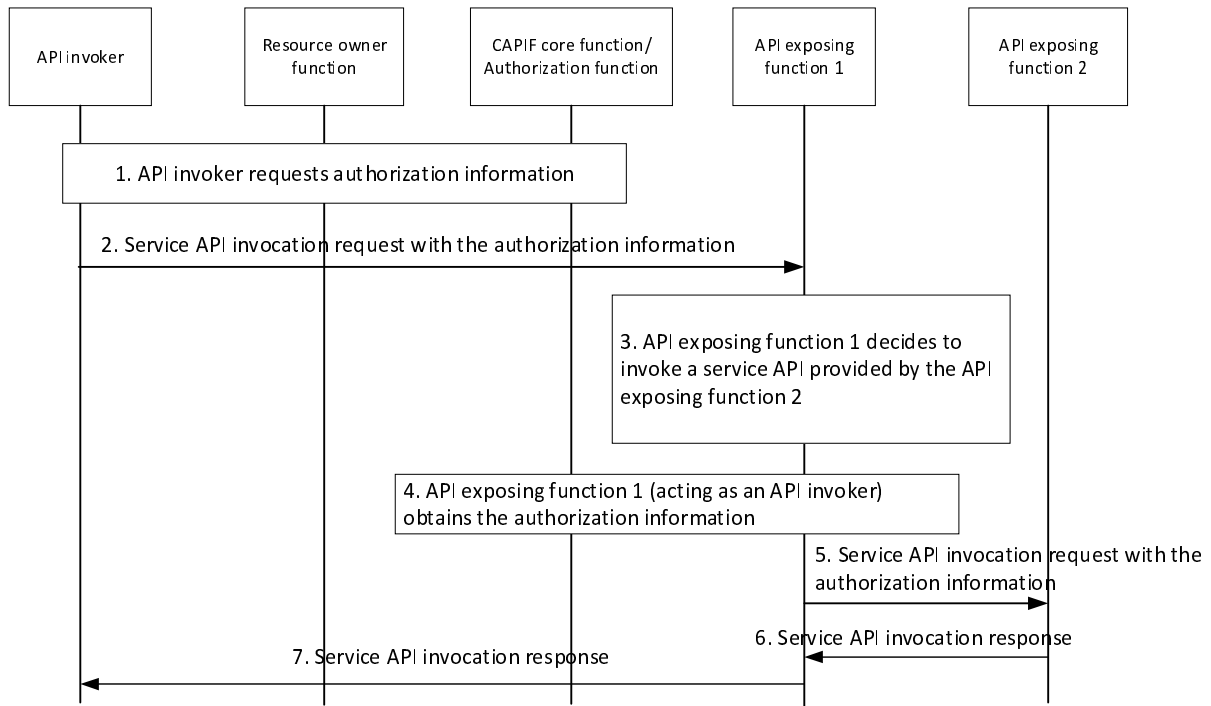 API invoker
Resource owner
function
CAPIF core function/
Authorization function
API exposing
function 1
API exposing
function 2
1. API invoker requests authorization information
2. Service API invocation request with the authorization information
3. API exposing function 1 decides to
invoke a service API provided by the API
exposing function 2
4. API exposing function 1 (acting as an API invoker)
obtains the authorization information
5. Service API invocation request with the
authorization information
6. Service API invocation response
7. Service API invocation response